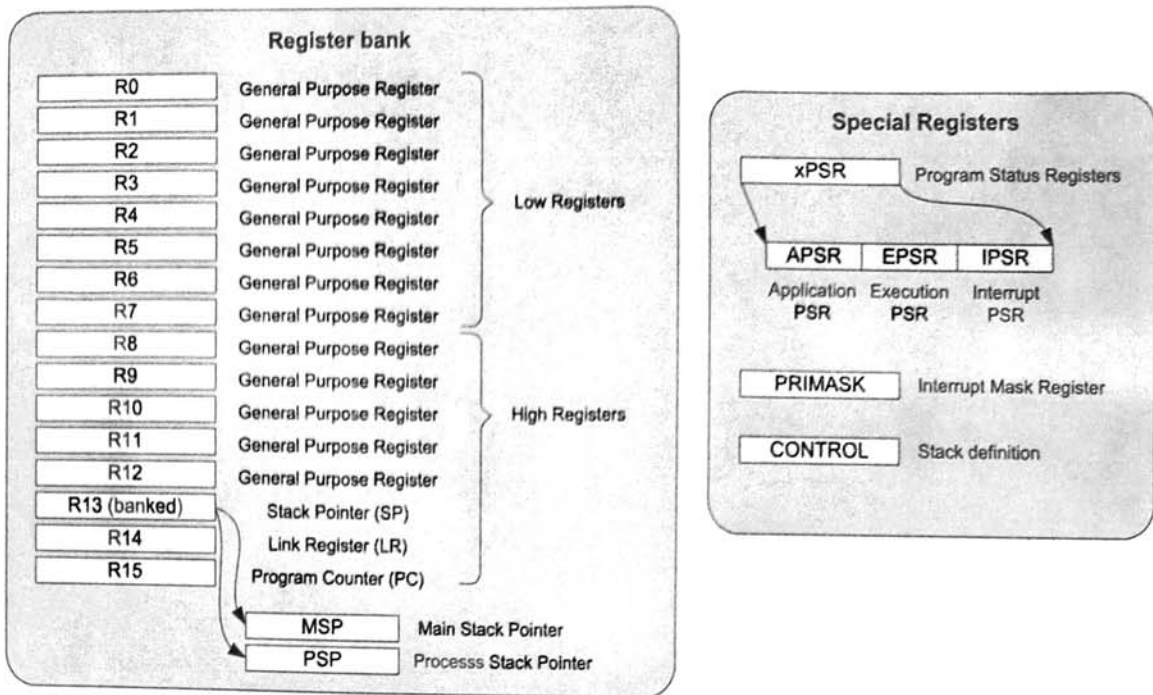 Register bank
R0 General Purpose Register
R1 General Purpose Register
R2 General Purpose Register
R3 General Purpose Register
R4 General Purpose Register
R5 General Purpose Register
R6 General Purpose Register
R7 General Purpose Register
Low Registers
R8 General Purpose Register
R9 General Purpose Register
R10 General Purpose Register
R11 General Purpose Register
R12 General Purpose Register
R13 (banked) Stack Pointer (SP)
R14 Link Register (LR)
R15 Program Counter (PC)
High Registers
MSP Main Stack Pointer
PSP Processs Stack Pointer
Special Registers
xPSR Program Status Registers
APSR EPSR IPSR
Application Execution Interrupt
PSR PSR PSR
PRIMASK Interrupt Mask Register
CONTROL Stack definition